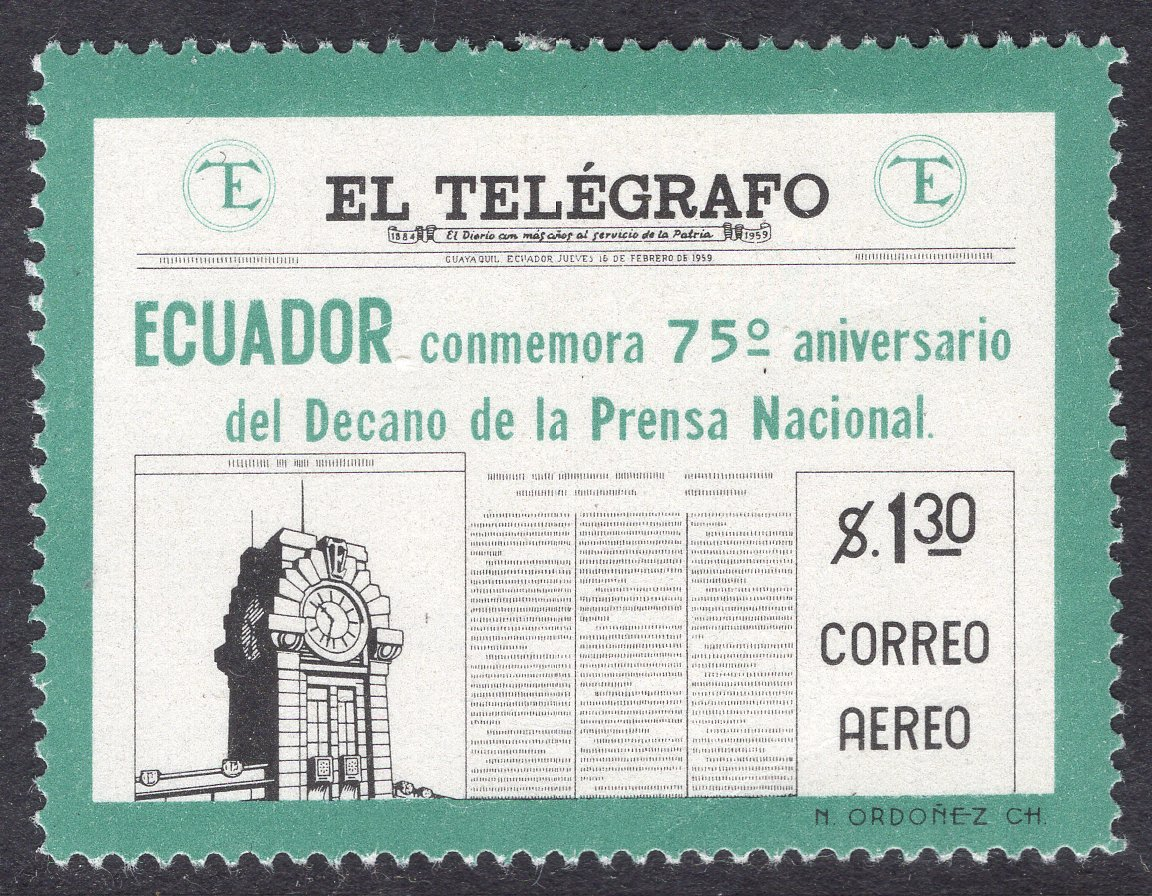 TE
EL TELÉGRAFO
TE
1884 El Diario con más años al servicio de la Patria 1959
GUAYAQUIL, ECUADOR JUEVES 16 DE FEBRERO DE 1959
ECUADOR conmemora 75º aniversario
del Decano de la Prensa Nacional.
$.1.30
CORREO
AEREO
N. ORDOÑEZ CH.